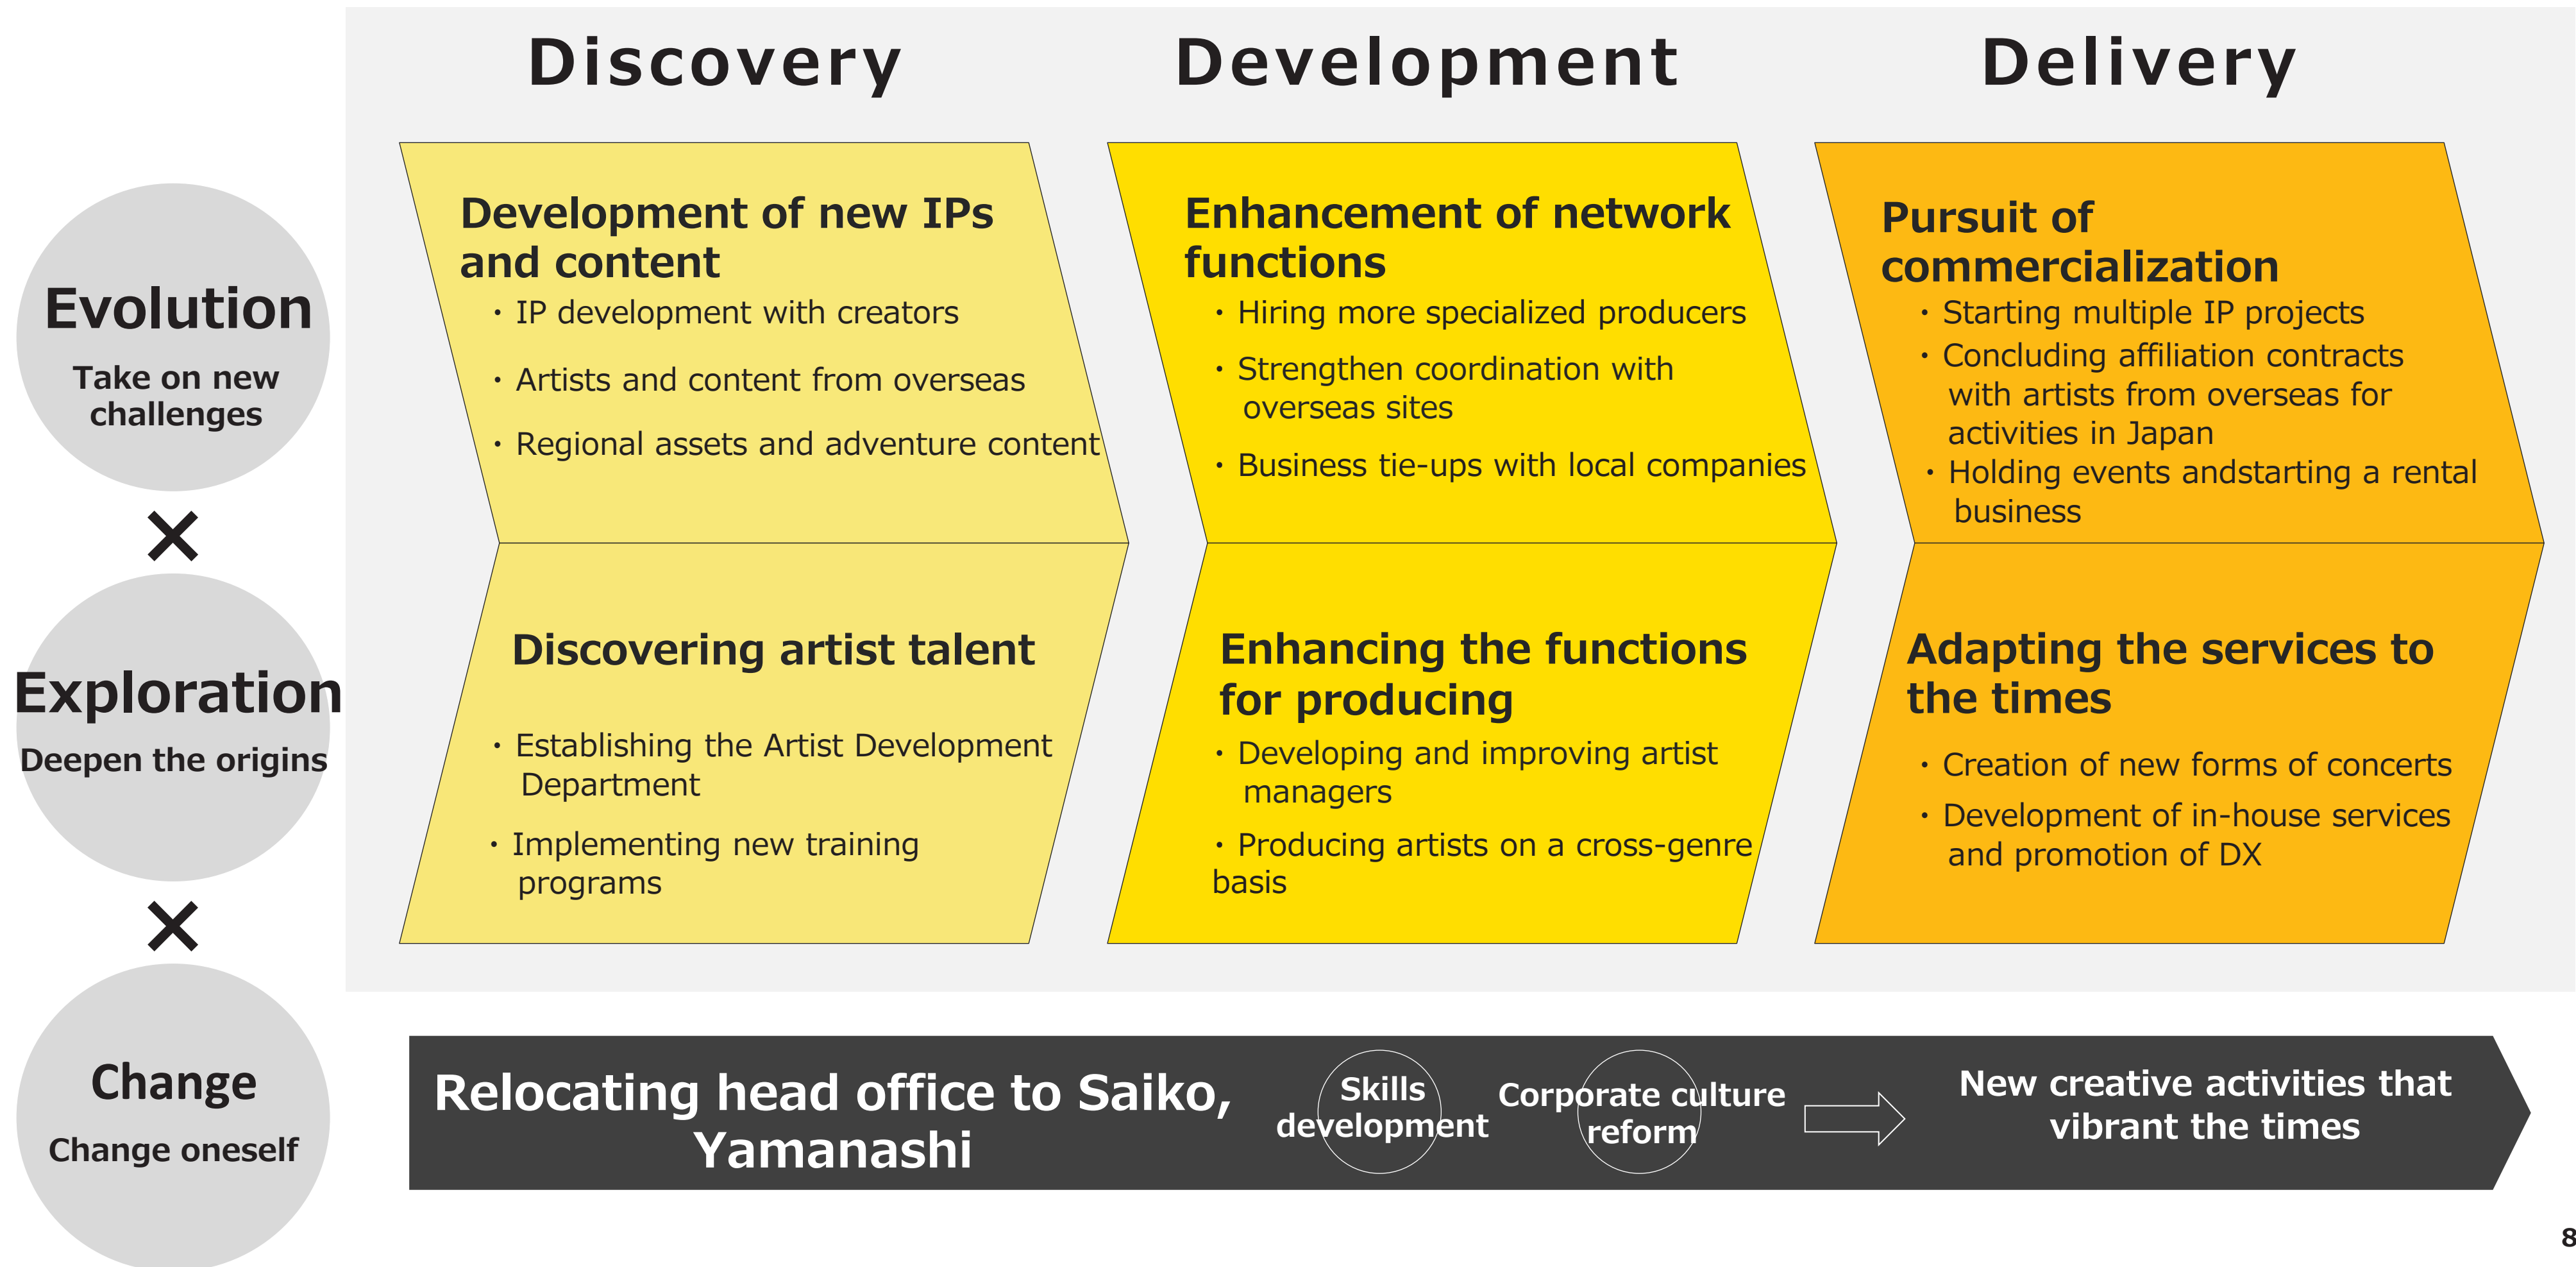 Discovery
Development
Delivery
Evolution
Take on new
challenges
×
Exploration
Deepen the origins
×
Change
Change oneself
Development of new IPs
and content
・IP development with creators
・Artists and content from overseas
・Regional assets and adventure content
Enhancement of network
functions
・Hiring more specialized producers
・Strengthen coordination with
overseas sites
・Business tie-ups with local companies
Pursuit of
commercialization
・Starting multiple IP projects
・Concluding affiliation contracts
with artists from overseas for
activities in Japan
・Holding events andstarting a rental
business
Discovering artist talent
・Establishing the Artist Development
Department
・Implementing new training
programs
Enhancing the functions
for producing
・Developing and improving artist
managers
・Producing artists on a cross-genre
basis
Adapting the services to
the times
・Creation of new forms of concerts
・Development of in-house services
and promotion of DX
Relocating head office to Saiko,
Yamanashi
Skills
development
Corporate culture
reform
New creative activities that
vibrant the times
8